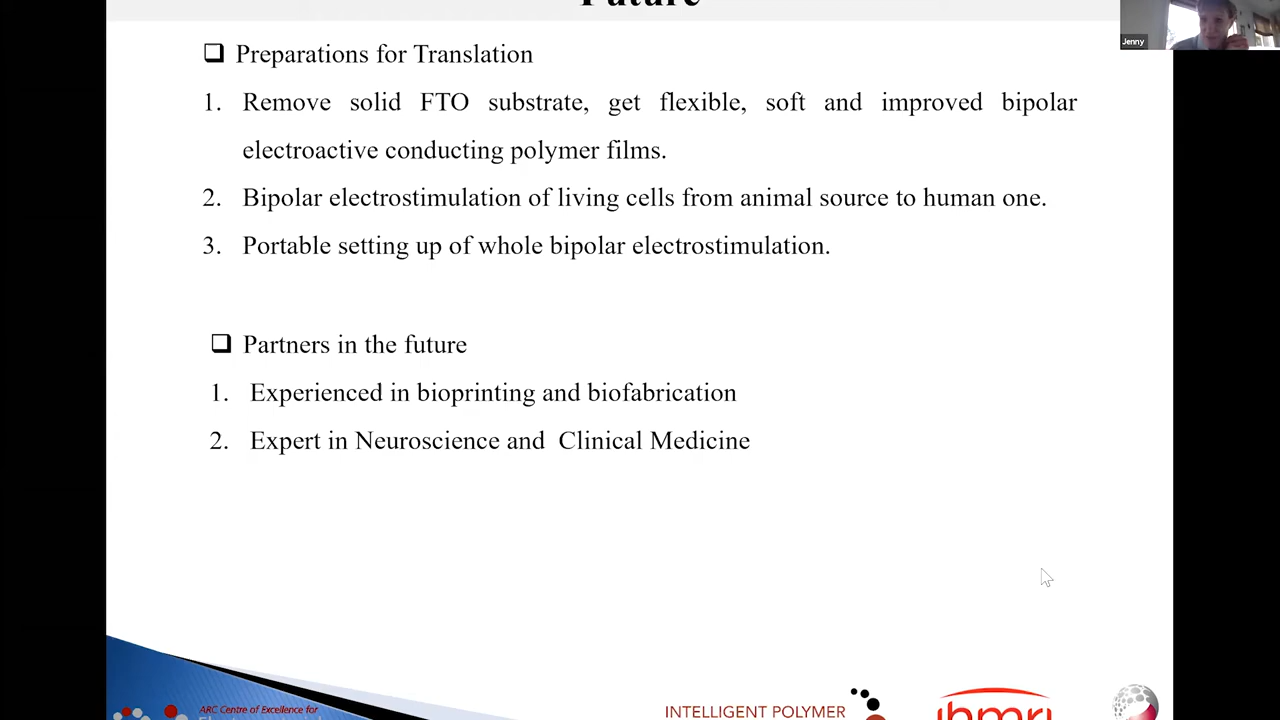 Future
Jenny
❑ Preparations for Translation
1. Remove solid FTO substrate, get flexible, soft and improved bipolar
electroactive conducting polymer films.
2. Bipolar electrostimulation of living cells from animal source to human one.
3. Portable setting up of whole bipolar electrostimulation.
❑ Partners in the future
1. Experienced in bioprinting and biofabrication
2. Expert in Neuroscience and Clinical Medicine
ARC Centre of Excellence for
INTELLIGENT POLYMER
ihmri